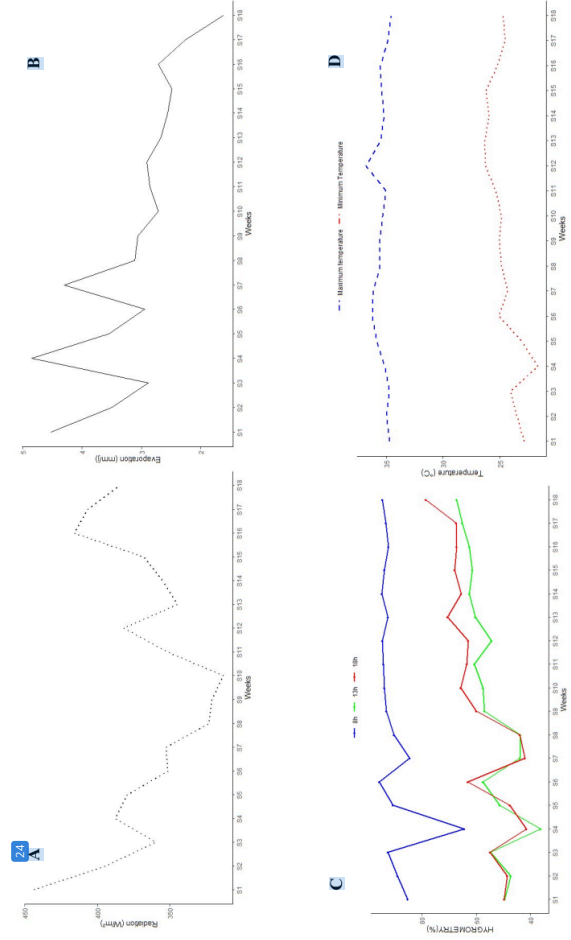 24
A
450
400
350
Radiation (W/m²)
S1 S2 S3 S4 S5 S6 S7 S8 S9 S10 S11 S12 S13 S14 S15 S16 S17 S18
Weeks
B
5
4
3
2
Evaporation (mm/j)
S1 S2 S3 S4 S5 S6 S7 S8 S9 S10 S11 S12 S13 S14 S15 S16 S17 S18
Weeks
C
8h 13h 18h
HYGROMETRY(%)
S1 S2 S3 S4 S5 S6 S7 S8 S9 S10 S11 S12 S13 S14 S15 S16 S17 S18
Weeks
D
Maximum temperature Minimum Temperature
35
30
25
Temperature (°C)
S1 S2 S3 S4 S5 S6 S7 S8 S9 S10 S11 S12 S13 S14 S15 S16 S17 S18
Weeks